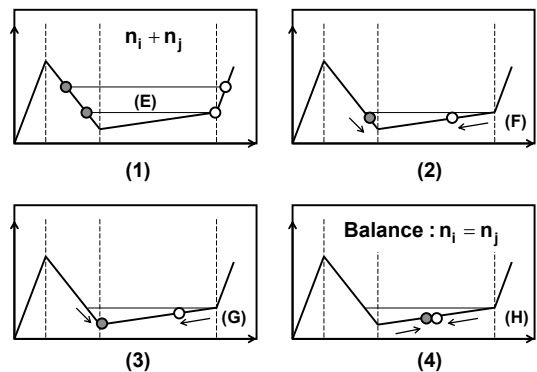 n_i + n_j
(E)
(1)
(F)
(2)
(G)
(3)
Balance : n_i = n_j
(H)
(4)